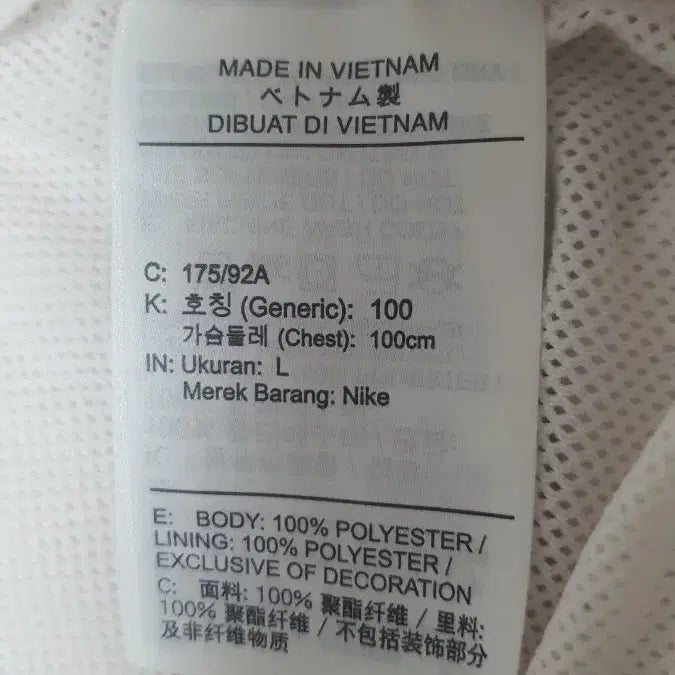 MADE IN VIETNAM
ベトナム製
DIBUAT DI VIETNAM
C: 175/92A
K: 호칭 (Generic): 100
가슴둘레 (Chest): 100cm
IN: Ukuran: L
Merek Barang: Nike
E: BODY: 100% POLYESTER /
LINING: 100% POLYESTER /
EXCLUSIVE OF DECORATION
C: 面料: 100% 聚酯纤维 / 里料:
100% 聚酯纤维 / 不包括装饰部分
及非纤维物质